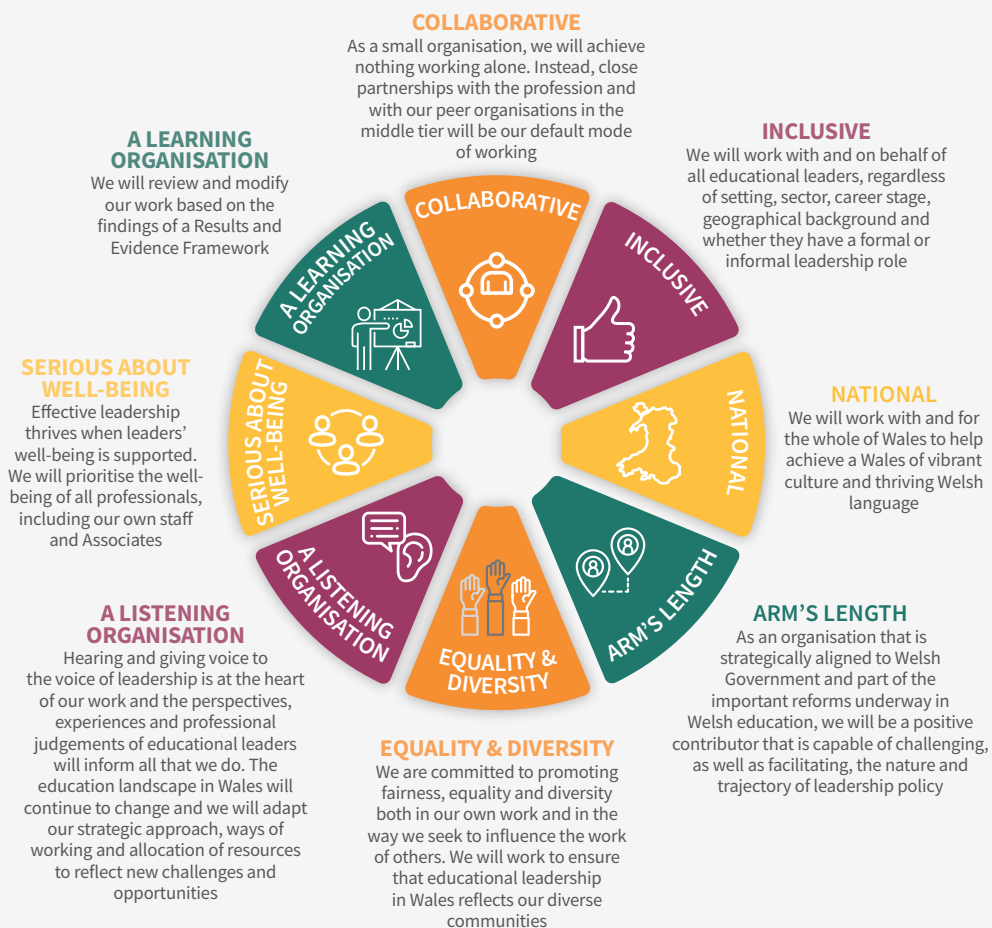 COLLABORATIVE
As a small organisation, we will achieve
nothing working alone. Instead, close
partnerships with the profession and
with our peer organisations in the
middle tier will be our default mode
of working
INCLUSIVE
We will work with and on behalf of
all educational leaders, regardless
of setting, sector, career stage,
geographical background and
whether they have a formal or
informal leadership role
NATIONAL
We will work with and for
the whole of Wales to help
achieve a Wales of vibrant
culture and thriving Welsh
language
ARM'S LENGTH
As an organisation that is
strategically aligned to Welsh
Government and part of the
important reforms underway in
Welsh education, we will be a positive
contributor that is capable of challenging,
as well as facilitating, the nature and
trajectory of leadership policy
EQUALITY & DIVERSITY
We are committed to promoting
fairness, equality and diversity
both in our own work and in the
way we seek to influence the work
of others. We will work to ensure
that educational leadership
in Wales reflects our diverse
communities
A LISTENING
ORGANISATION
Hearing and giving voice to
the voice of leadership is at the heart
of our work and the perspectives,
experiences and professional
judgements of educational leaders
will inform all that we do. The
education landscape in Wales will
continue to change and we will adapt
our strategic approach, ways of
working and allocation of resources
to reflect new challenges and
opportunities
SERIOUS ABOUT
WELL-BEING
Effective leadership
thrives when leaders'
well-being is supported.
We will prioritise the well-
being of all professionals,
including our own staff
and Associates
A LEARNING
ORGANISATION
We will review and modify
our work based on the
findings of a Results and
Evidence Framework
COLLABORATIVE
INCLUSIVE
NATIONAL
ARM'S LENGTH
EQUALITY &
DIVERSITY
A LISTENING
ORGANISATION
SERIOUS ABOUT
WELL-BEING
A LEARNING
ORGANISATION